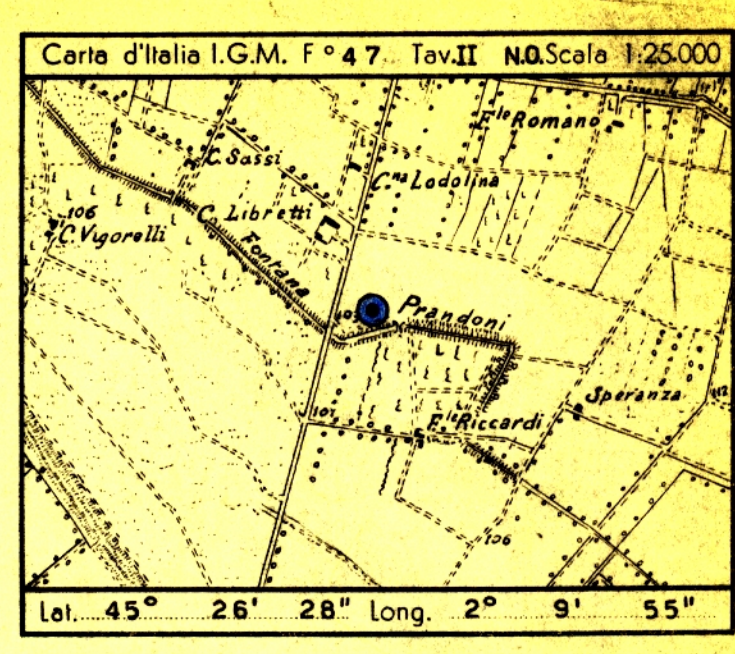 Carta d'Italia I.G.M. F° 47 Tav. II N.O. Scala 1:25.000
F.le Romano
C. Sassi
C.na Lodolina
106
C. Libretti
C. Vigorelli
Fontana
Prandoni
Speranza
107
F.le Riccardi
112
106
Lat. 45° 26' 28" Long. 2° 9' 55"